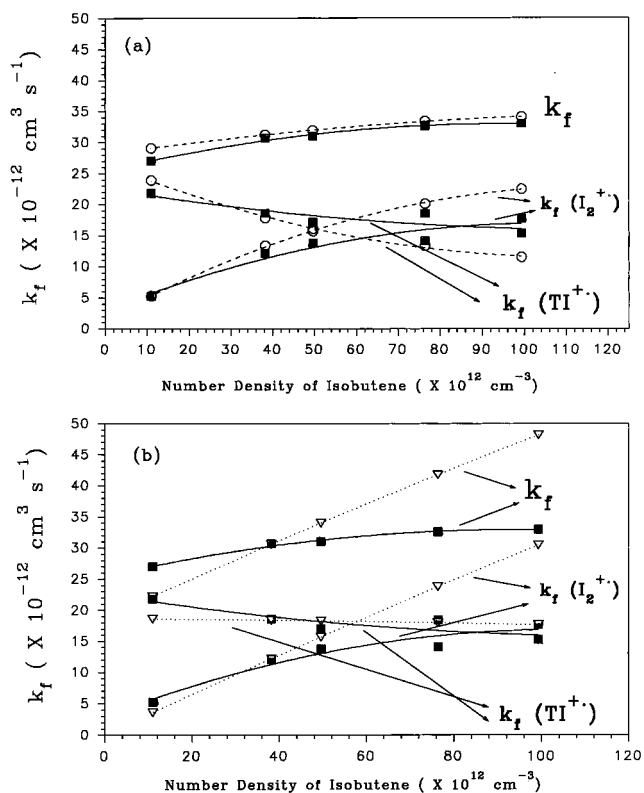 (a)
50
45
40
35
30
25
20
15
10
5
0
k_f ( X 10^-12 cm^3 s^-1)
k_f
k_f (I_2^+·)
k_f (TI^+·)
0 10 20 30 40 50 60 70 80 90 100 110 120
Number Density of Isobutene ( X 10^12 cm^-3)
(b)
50
45
40
35
30
25
20
15
10
5
0
k_f ( X 10^-12 cm^3 s^-1)
k_f
k_f (I_2^+·)
k_f (TI^+·)
0 20 40 60 80 100 120
Number Density of Isobutene ( X 10^12 cm^-3)